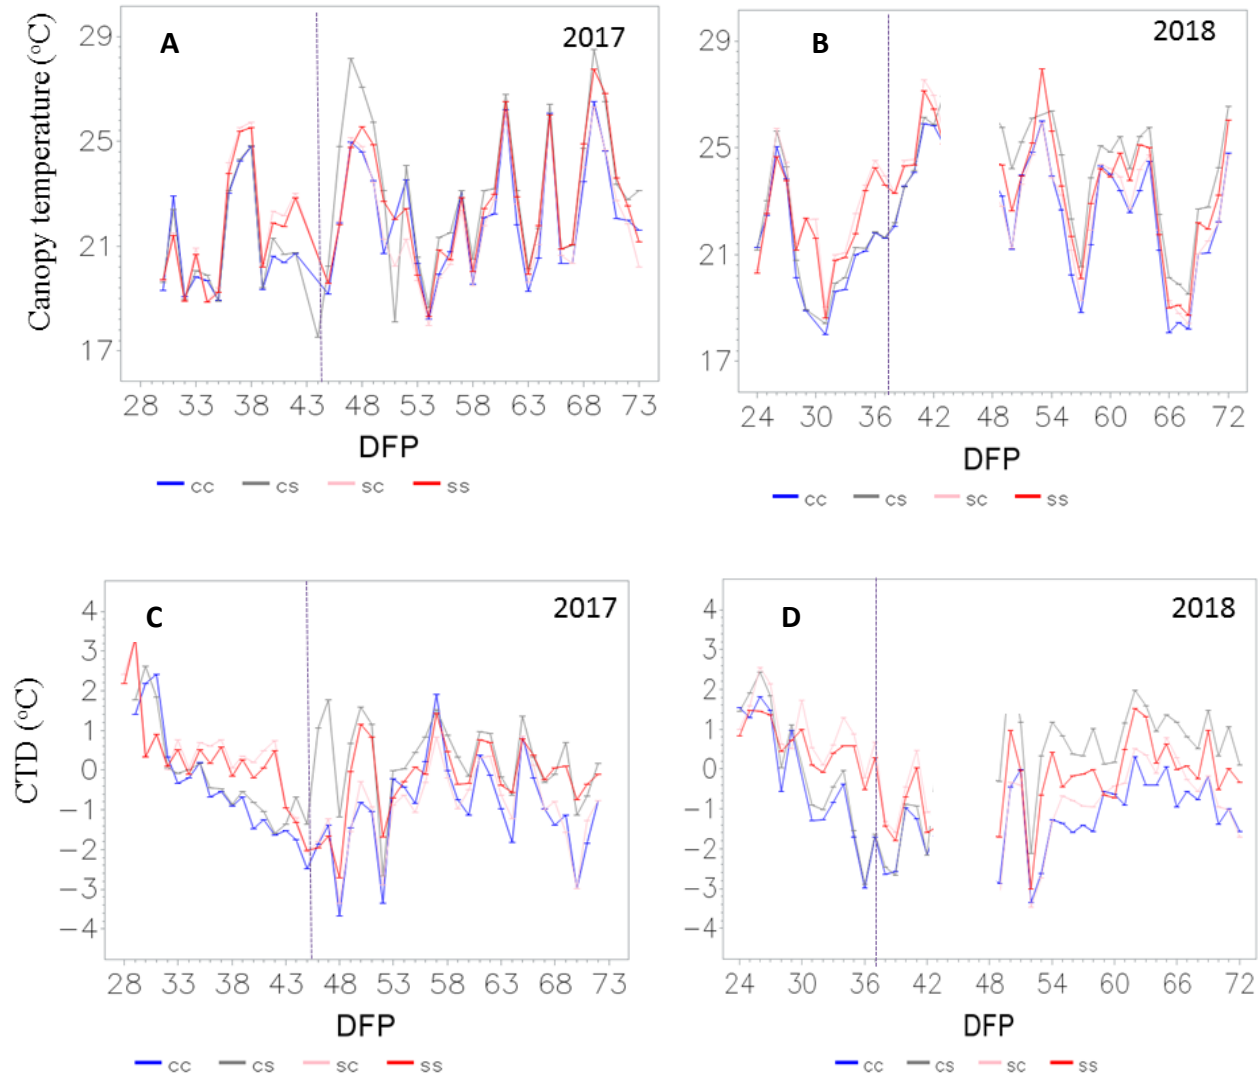 A
2017
Canopy temperature (°C)
29
25
21
17
28 33 38 43 48 53 58 63 68 73
DFP
cc cs sc ss
B
2018
29
25
21
17
24 30 36 42 48 54 60 66 72
DFP
cc cs sc ss
C
2017
CTD (°C)
4
3
2
1
0
−1
−2
−3
−4
28 33 38 43 48 53 58 63 68 73
DFP
cc cs sc ss
D
2018
4
3
2
1
0
−1
−2
−3
−4
24 30 36 42 48 54 60 66 72
DFP
cc cs sc ss